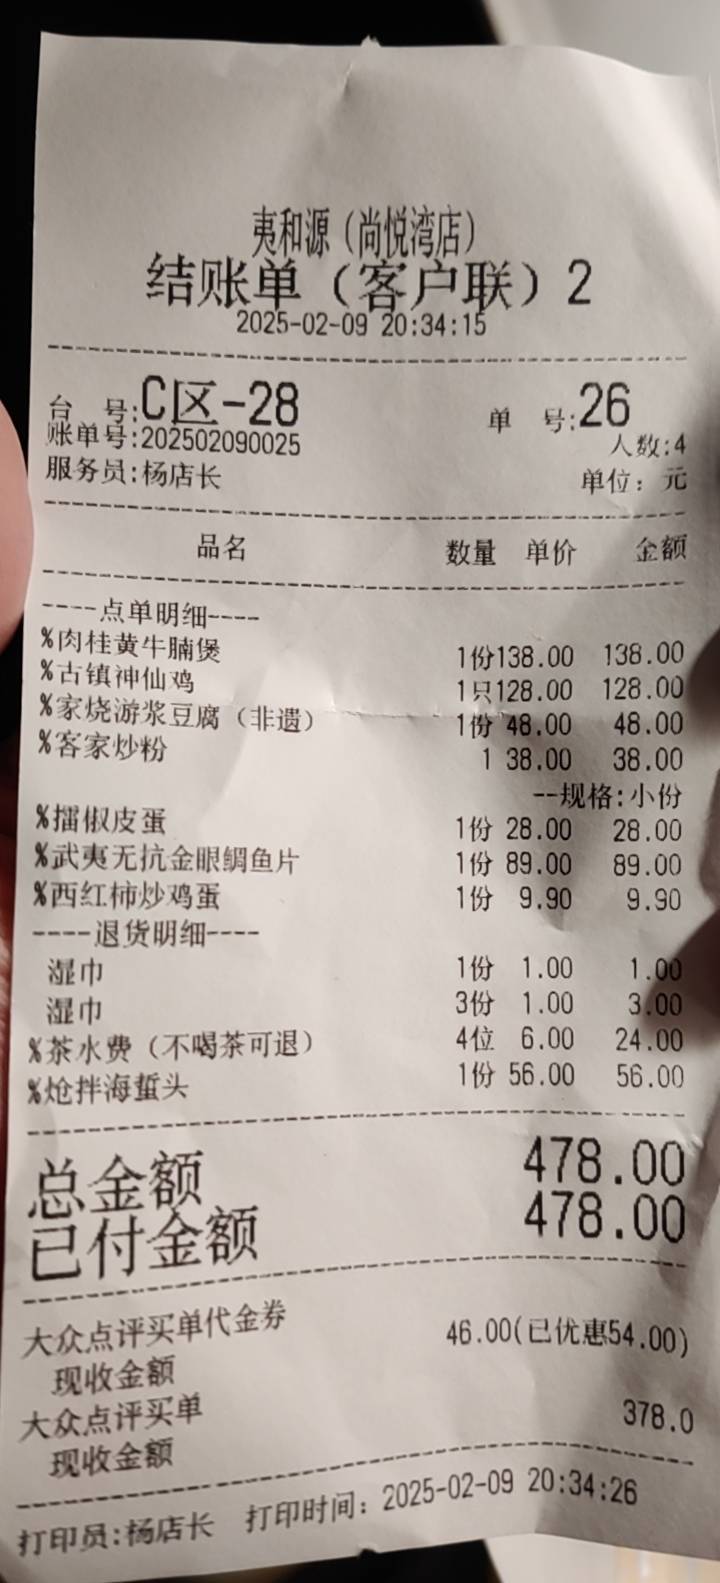 夷和源（尚悦湾店）
结账单（客户联）2
2025-02-09 20:34:15
台 号:C区-28 单 号:26
账单号:202502090025 人数:4
服务员:杨店长 单位：元
品名 数量 单价 金额
----点单明细----
%肉桂黄牛腩煲 1份138.00 138.00
%古镇神仙鸡 1只128.00 128.00
%家烧游浆豆腐（非遗） 1份 48.00 48.00
%客家炒粉 1 38.00 38.00
--规格:小份
%擂椒皮蛋 1份 28.00 28.00
%武夷无抗金眼鲷鱼片 1份 89.00 89.00
%西红柿炒鸡蛋 1份 9.90 9.90
----退货明细----
湿巾 1份 1.00 1.00
湿巾 3份 1.00 3.00
%茶水费（不喝茶可退） 4位 6.00 24.00
%炝拌海蜇头 1份 56.00 56.00
总金额 478.00
已付金额 478.00
大众点评买单代金券 46.00(已优惠54.00)
现收金额
大众点评买单 378.0
现收金额
打印员:杨店长 打印时间：2025-02-09 20:34:26